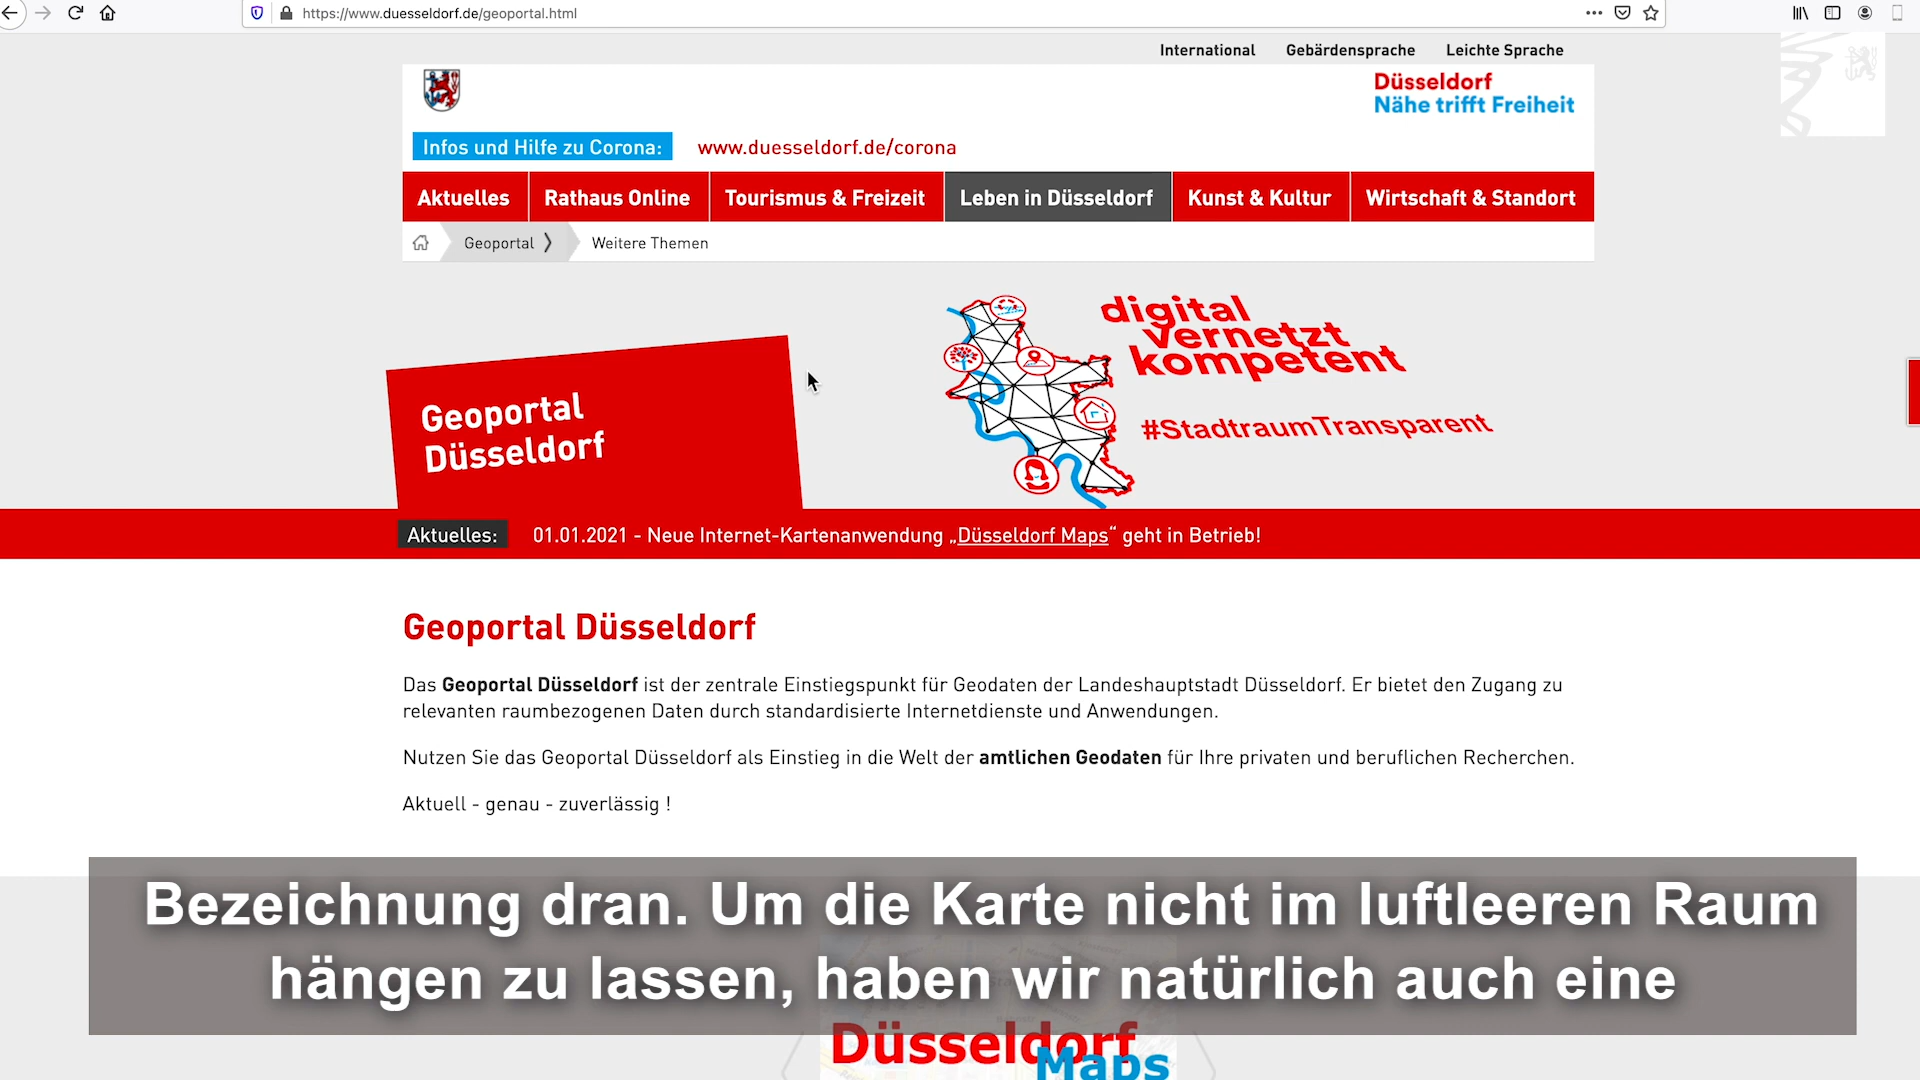 https://www.duesseldorf.de/geoportal.html
International Gebärdensprache Leichte Sprache
Düsseldorf
Nähe trifft Freiheit
Infos und Hilfe zu Corona: www.duesseldorf.de/corona
Aktuelles Rathaus Online Tourismus & Freizeit Leben in Düsseldorf Kunst & Kultur Wirtschaft & Standort
Geoportal Weitere Themen
digital
vernetzt
kompetent
#StadtraumTransparent
Geoportal
Düsseldorf
Aktuelles: 01.01.2021 - Neue Internet-Kartenanwendung „Düsseldorf Maps“ geht in Betrieb!
Geoportal Düsseldorf
Das Geoportal Düsseldorf ist der zentrale Einstiegspunkt für Geodaten der Landeshauptstadt Düsseldorf. Er bietet den Zugang zu
relevanten raumbezogenen Daten durch standardisierte Internetdienste und Anwendungen.
Nutzen Sie das Geoportal Düsseldorf als Einstieg in die Welt der amtlichen Geodaten für Ihre privaten und beruflichen Recherchen.
Aktuell - genau - zuverlässig !
Bezeichnung dran. Um die Karte nicht im luftleeren Raum
hängen zu lassen, haben wir natürlich auch eine
Düsseldorf
Maps